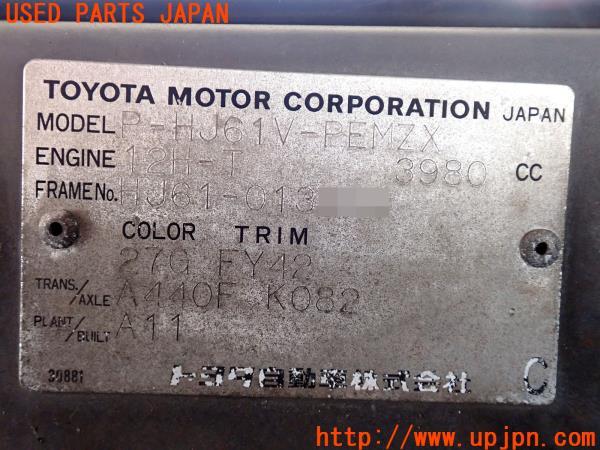 USED PARTS JAPAN
TOYOTA MOTOR CORPORATION JAPAN
MODEL P-HJ61V-PEMZX
ENGINE 12H-T 3980 CC
FRAME No. HJ61-013
COLOR TRIM
27G FY42
TRANS./AXLE A440F K082
PLANT/BUILT A11
30881 トヨタ自動車株式会社 C
http://www.upjpn.com